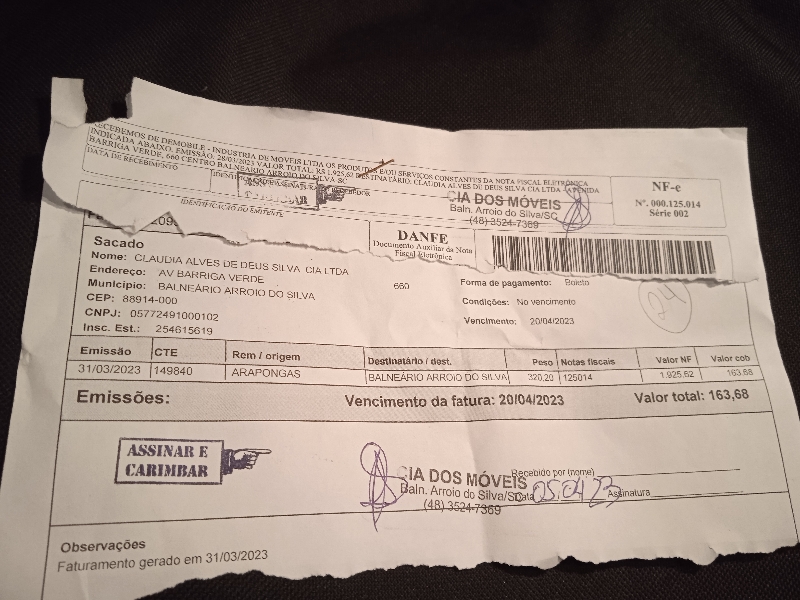 RECEBEMOS DE DEMOBILE - INDUSTRIA DE MOVEIS LTDA OS PRODUTOS E/OU SERVIÇOS CONSTANTES DA NOTA FISCAL ELETRÔNICA
INDICADA ABAIXO. EMISSÃO: 28/03/2023 VALOR TOTAL: R$ 1.925,62 DESTINATÁRIO: CLAUDIA ALVES DE DEUS SILVA CIA LTDA AVENIDA
BARRIGA VERDE, 660 CENTRO BALNEARIO ARROIO DO SILVA-SC
DATA DE RECEBIMENTO
CIA DOS MÓVEIS
Baln. Arroio do Silva/SC
(48) 3524-7369
NF-e
Nº. 000.125.014
Série 002
IDENTIFICAÇÃO DO EMITENTE
DANFE
Documento Auxiliar da Nota
Fiscal Eletrônica
Sacado
Nome: CLAUDIA ALVES DE DEUS SILVA CIA LTDA
Endereço: AV BARRIGA VERDE 660
Município: BALNEÁRIO ARROIO DO SILVA
CEP: 88914-000
CNPJ: 05772491000102
Insc. Est.: 254615619
Forma de pagamento: Boleto
Condições: No vencimento
Vencimento: 20/04/2023
24
Emissão CTE Rem / origem Destinatário / dest. Peso Notas fiscais Valor NF Valor cob
31/03/2023 149840 ARAPONGAS BALNEÁRIO ARROIO DO SILVA 320,20 125014 1.925,62 163,68
Emissões: Vencimento da fatura: 20/04/2023 Valor total: 163,68
ASSINAR E
CARIMBAR
CIA DOS MÓVEIS
Baln. Arroio do Silva/SC
(48) 3524-7369
Recebido por (nome)
Data 05.04.23 Assinatura
Observações
Faturamento gerado em 31/03/2023